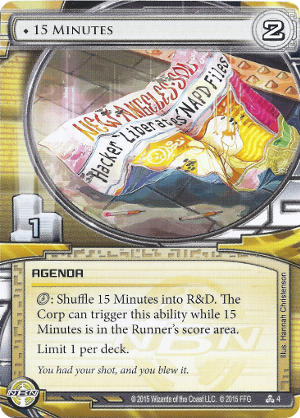 15 MINUTES
2
NEW ANGELES SOL
"Hacker" Liberates NAPD Files
1
AGENDA
: Shuffle 15 Minutes into R&D. The
Corp can trigger this ability while 15
Minutes is in the Runner's score area.
Limit 1 per deck.
You had your shot, and you blew it.
Illus. Hannah Christenson
NBN
© 2015 Wizards of the Coast LLC. © 2015 FFG
4